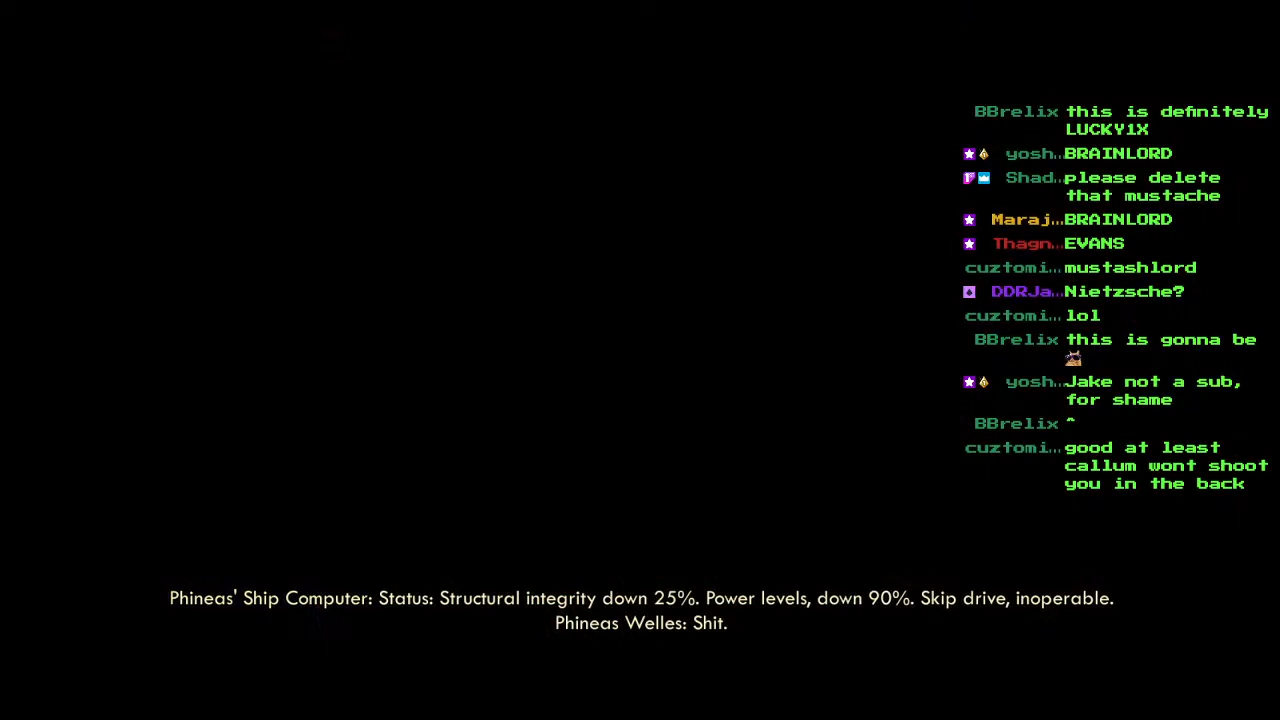 BBrelix this is definitely
LUCKY1X
yosh... BRAINLORD
Shad... please delete
that mustache
Maraj... BRAINLORD
Thagn... EVANS
cuztomi... mustashlord
DDRJa... Nietzsche?
cuztomi... lol
BBrelix this is gonna be
yosh... Jake not a sub,
for shame
BBrelix ^
cuztomi... good at least
callum wont shoot
you in the back
Phineas' Ship Computer: Status: Structural integrity down 25%. Power levels, down 90%. Skip drive, inoperable.
Phineas Welles: Shit.